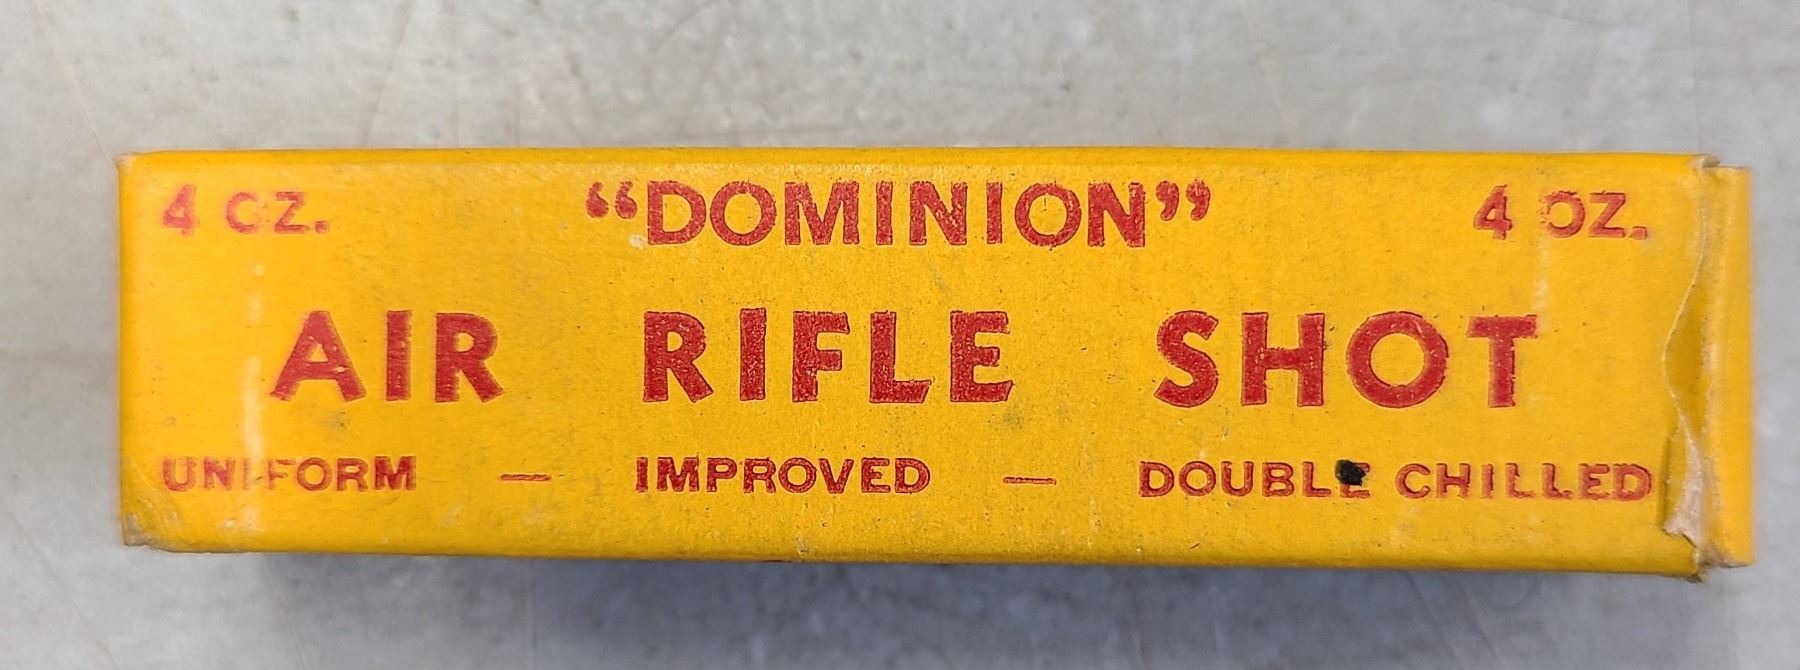 4 OZ. “DOMINION” 4 OZ.
AIR RIFLE SHOT
UNIFORM — IMPROVED — DOUBLE CHILLED